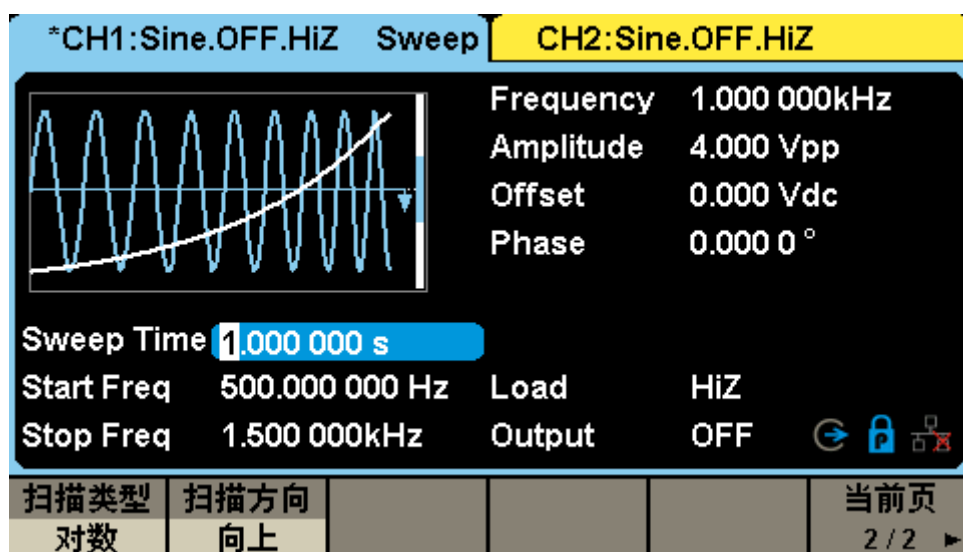 *CH1:Sine.OFF.HiZ Sweep CH2:Sine.OFF.HiZ
Frequency 1.000 000kHz
Amplitude 4.000 Vpp
Offset 0.000 Vdc
Phase 0.000 0 °
Sweep Time 1.000 000 s
Start Freq 500.000 000 Hz Load HiZ
Stop Freq 1.500 000kHz Output OFF P
扫描类型 扫描方向 当前页
对数 向上 2/2